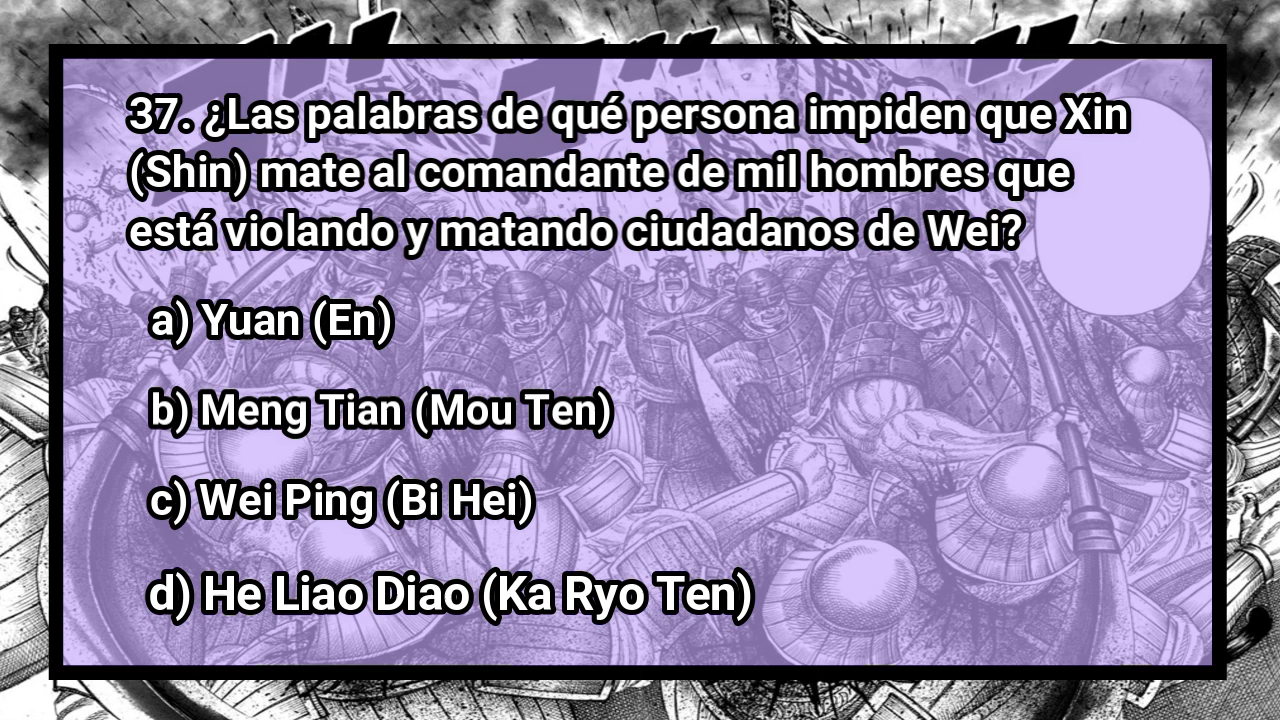 37. ¿Las palabras de qué persona impiden que Xin
(Shin) mate al comandante de mil hombres que
está violando y matando ciudadanos de Wei?
a) Yuan (En)
b) Meng Tian (Mou Ten)
c) Wei Ping (Bi Hei)
d) He Liao Diao (Ka Ryo Ten)